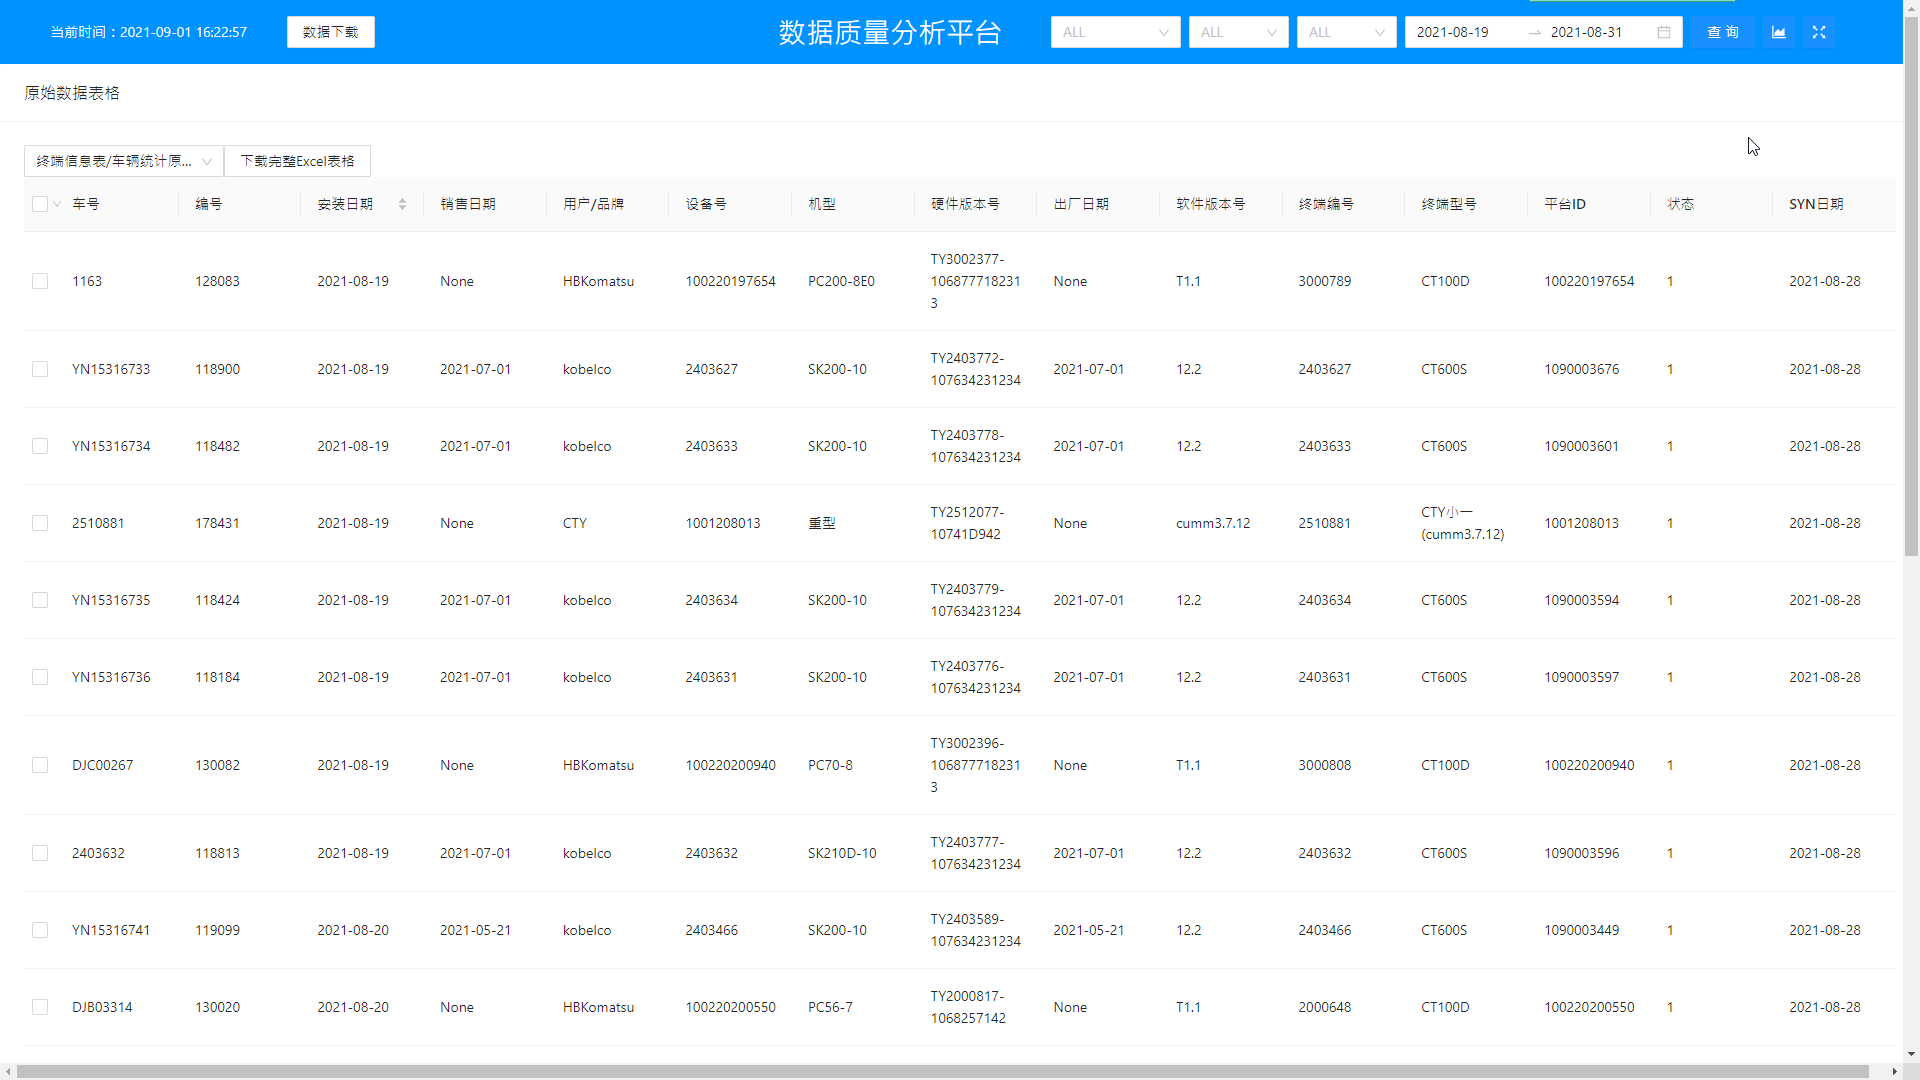 当前时间：2021-09-01 16:22:57 数据下载 数据质量分析平台 ALL ALL ALL 2021-08-19 2021-08-31 查 询
原始数据表格
终端信息表/车辆统计原... 下载完整Excel表格
车号 编号 安装日期 销售日期 用户/品牌 设备号 机型 硬件版本号 出厂日期 软件版本号 终端编号 终端型号 平台ID 状态 SYN日期
TY3002377-
1163 128083 2021-08-19 None HBKomatsu 100220197654 PC200-8E0 106877718231 None T1.1 3000789 CT100D 100220197654 1 2021-08-28
3
TY2403772-
YN15316733 118900 2021-08-19 2021-07-01 kobelco 2403627 SK200-10 107634231234 2021-07-01 12.2 2403627 CT600S 1090003676 1 2021-08-28
TY2403778-
YN15316734 118482 2021-08-19 2021-07-01 kobelco 2403633 SK200-10 107634231234 2021-07-01 12.2 2403633 CT600S 1090003601 1 2021-08-28
TY2512077- CTY小一
2510881 178431 2021-08-19 None CTY 1001208013 重型 10741D942 None cumm3.7.12 2510881 (cumm3.7.12) 1001208013 1 2021-08-28
TY2403779-
YN15316735 118424 2021-08-19 2021-07-01 kobelco 2403634 SK200-10 107634231234 2021-07-01 12.2 2403634 CT600S 1090003594 1 2021-08-28
TY2403776-
YN15316736 118184 2021-08-19 2021-07-01 kobelco 2403631 SK200-10 107634231234 2021-07-01 12.2 2403631 CT600S 1090003597 1 2021-08-28
TY3002396-
DJC00267 130082 2021-08-19 None HBKomatsu 100220200940 PC70-8 106877718231 None T1.1 3000808 CT100D 100220200940 1 2021-08-28
3
TY2403777-
2403632 118813 2021-08-19 2021-07-01 kobelco 2403632 SK210D-10 107634231234 2021-07-01 12.2 2403632 CT600S 1090003596 1 2021-08-28
TY2403589-
YN15316741 119099 2021-08-20 2021-05-21 kobelco 2403466 SK200-10 107634231234 2021-05-21 12.2 2403466 CT600S 1090003449 1 2021-08-28
TY2000817-
DJB03314 130020 2021-08-20 None HBKomatsu 100220200550 PC56-7 1068257142 None T1.1 2000648 CT100D 100220200550 1 2021-08-28